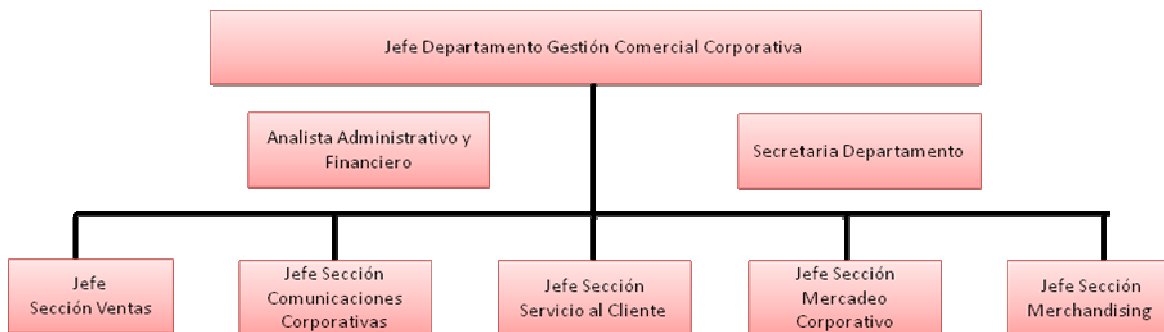 Jefe Departamento Gestión Comercial Corporativa
Analista Administrativo y
Financiero
Secretaria Departamento
Jefe
Sección Ventas
Jefe Sección
Comunicaciones
Corporativas
Jefe Sección
Servicio al Cliente
Jefe Sección
Mercadeo
Corporativo
Jefe Sección
Merchandising